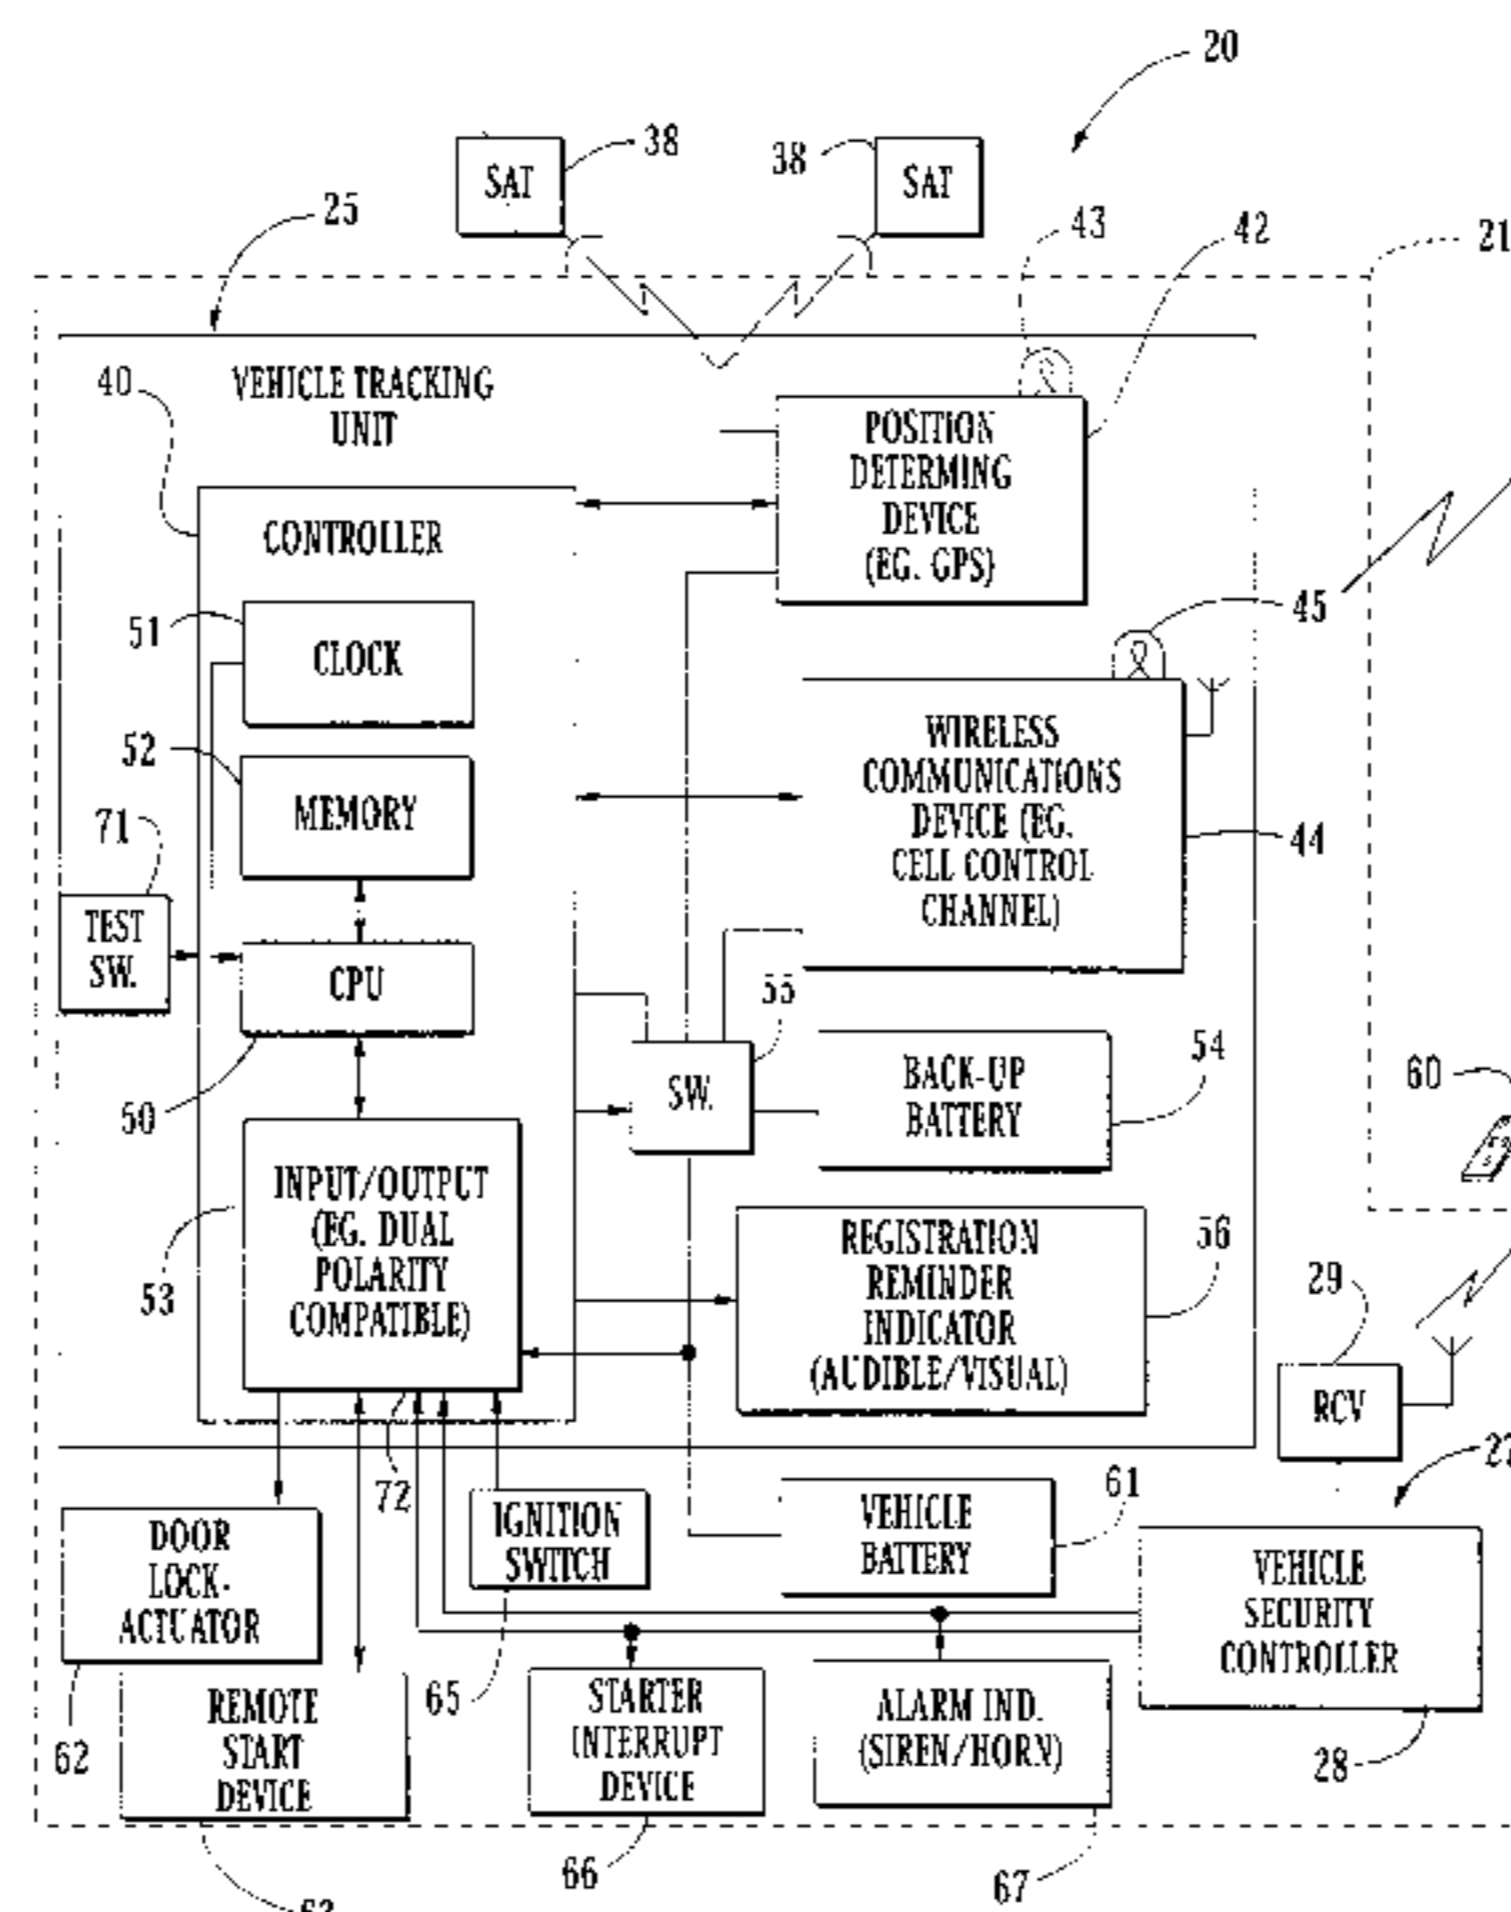 20
SAT
38
38
SAT
25
43
42
21
40
VEHICLE TRACKING
UNIT
POSITION
DETERMING
DEVICE
(EG. GPS)
CONTROLLER
51
CLOCK
45
52
MEMORY
WIRELESS
COMMUNICATIONS
DEVICE (EG.
CELL CONTROL
CHANNEL)
44
71
TEST
SW.
CPU
50
55
SW.
BACK-UP
BATTERY
54
60
INPUT/OUTPUT
(EG. DUAL
POLARITY
COMPATIBLE)
53
REGISTRATION
REMINDER
INDICATOR
(AUDIBLE/VISUAL)
56
29
RCV
72
IGNITION
SWITCH
VEHICLE
BATTERY
61
DOOR
LOCK-
ACTUATOR
VEHICLE
SECURITY
CONTROLLER
62
REMOTE
START
DEVICE
65
STARTER
INTERRUPT
DEVICE
ALARM IND.
(SIREN/HORN)
28
66
67